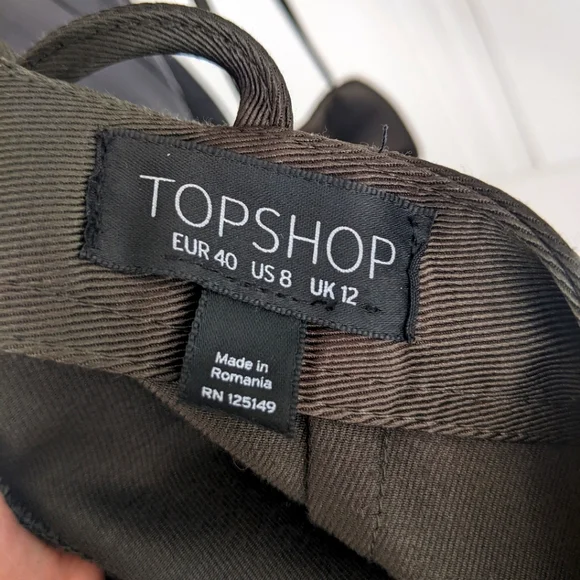 TOPSHOP
EUR 40 US 8 UK 12
Made in
Romania
RN 125149